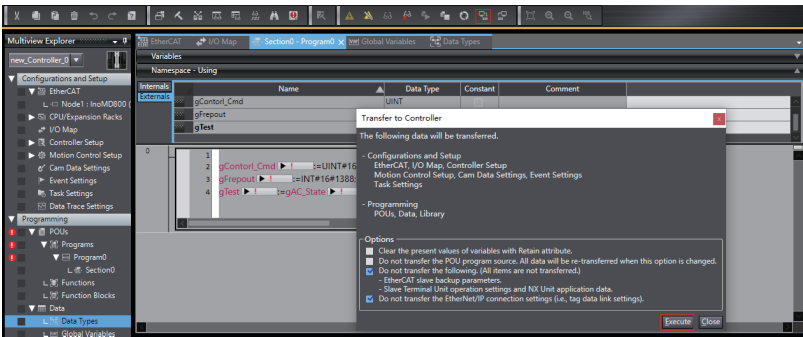 Multiview Explorer
EtherCAT
I/O Map
Section0 - Program0 x
Global Variables
Data Types
new_Controller_0
Variables
Namespace - Using
Configurations and Setup
EtherCAT
Node1 : InoMD800 (
CPU/Expansion Racks
I/O Map
Controller Setup
Motion Control Setup
Cam Data Settings
Event Settings
Task Settings
Data Trace Settings
Programming
POUs
Programs
Program0
Section0
Functions
Function Blocks
Data
Data Types
Global Variables
Internals
Externals
Name
Data Type
Constant
Comment
gContorl_Cmd
UINT
gFrepout
gTest
0
1
2 gContorl_Cmd ! :=UINT#16
3 gFrepout ! :=INT#16#1388;
4 gTest ! :=gAC_State !
Transfer to Controller
x
The following data will be transferred.
- Configurations and Setup
EtherCAT, I/O Map, Controller Setup
Motion Control Setup, Cam Data Settings, Event Settings
Task Settings
- Programming
POUs, Data, Library
Options
Clear the present values of variables with Retain attribute.
Do not transfer the POU program source. All data will be re-transferred when this option is changed.
Do not transfer the following. (All items are not transferred.)
- EtherCAT slave backup parameters.
- Slave Terminal Unit operation settings and NX Unit application data.
Do not transfer the EtherNet/IP connection settings (i.e., tag data link settings).
Execute
Close